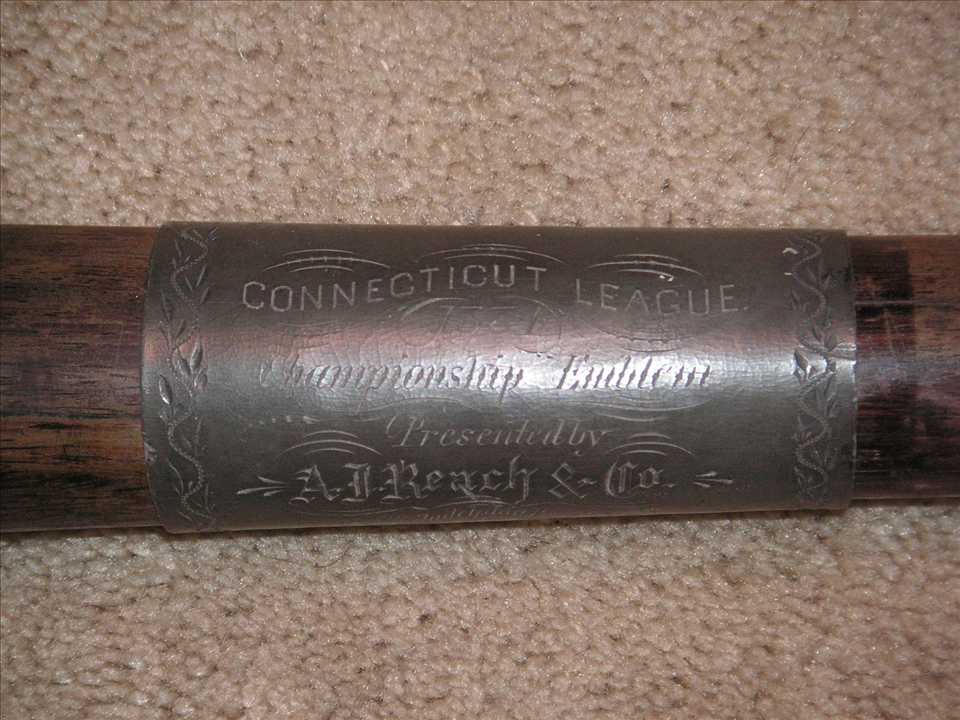 CONNECTICUT LEAGUE.
Championship Emblem
Presented by
A.J. Reach & Co.